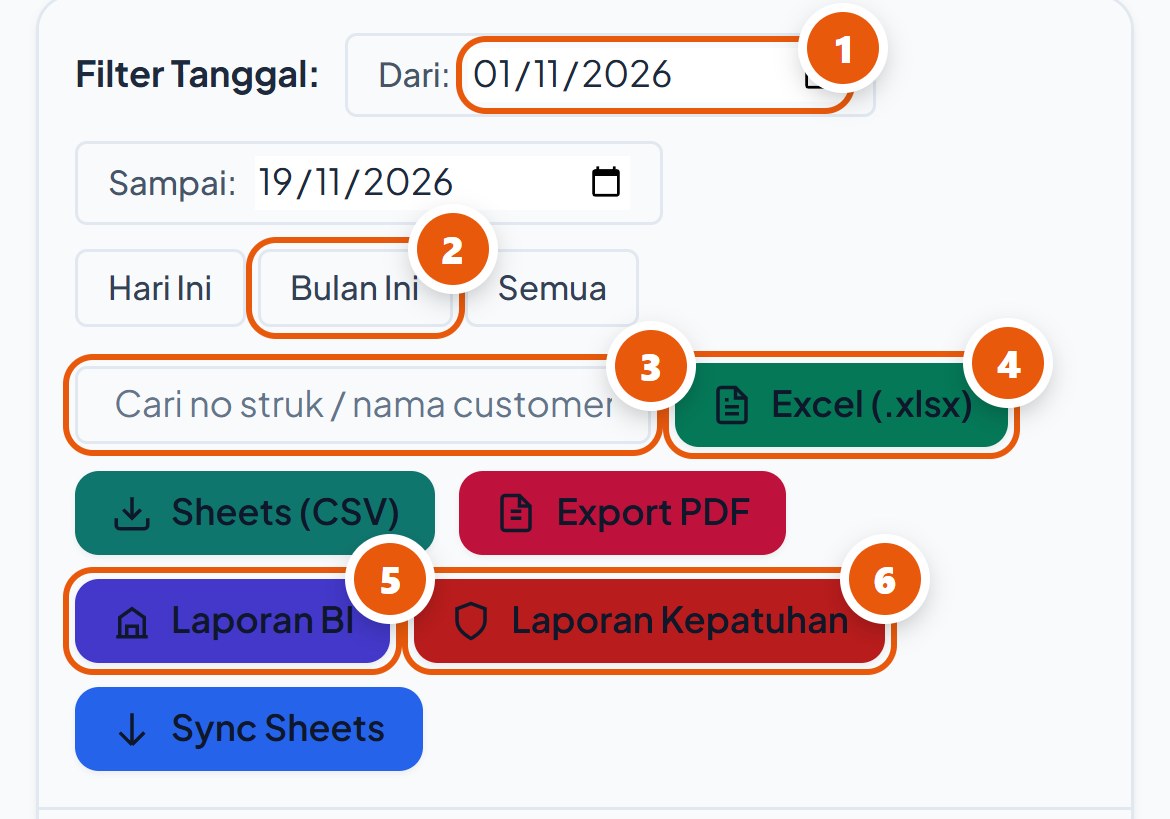 Filter Tanggal: Dari: 01/11/2026 1
Sampai: 19/11/2026
Hari Ini Bulan Ini 2 Semua
Cari no struk / nama customer 3 Excel (.xlsx) 4
Sheets (CSV) Export PDF
Laporan BI 5 Laporan Kepatuhan 6
Sync Sheets